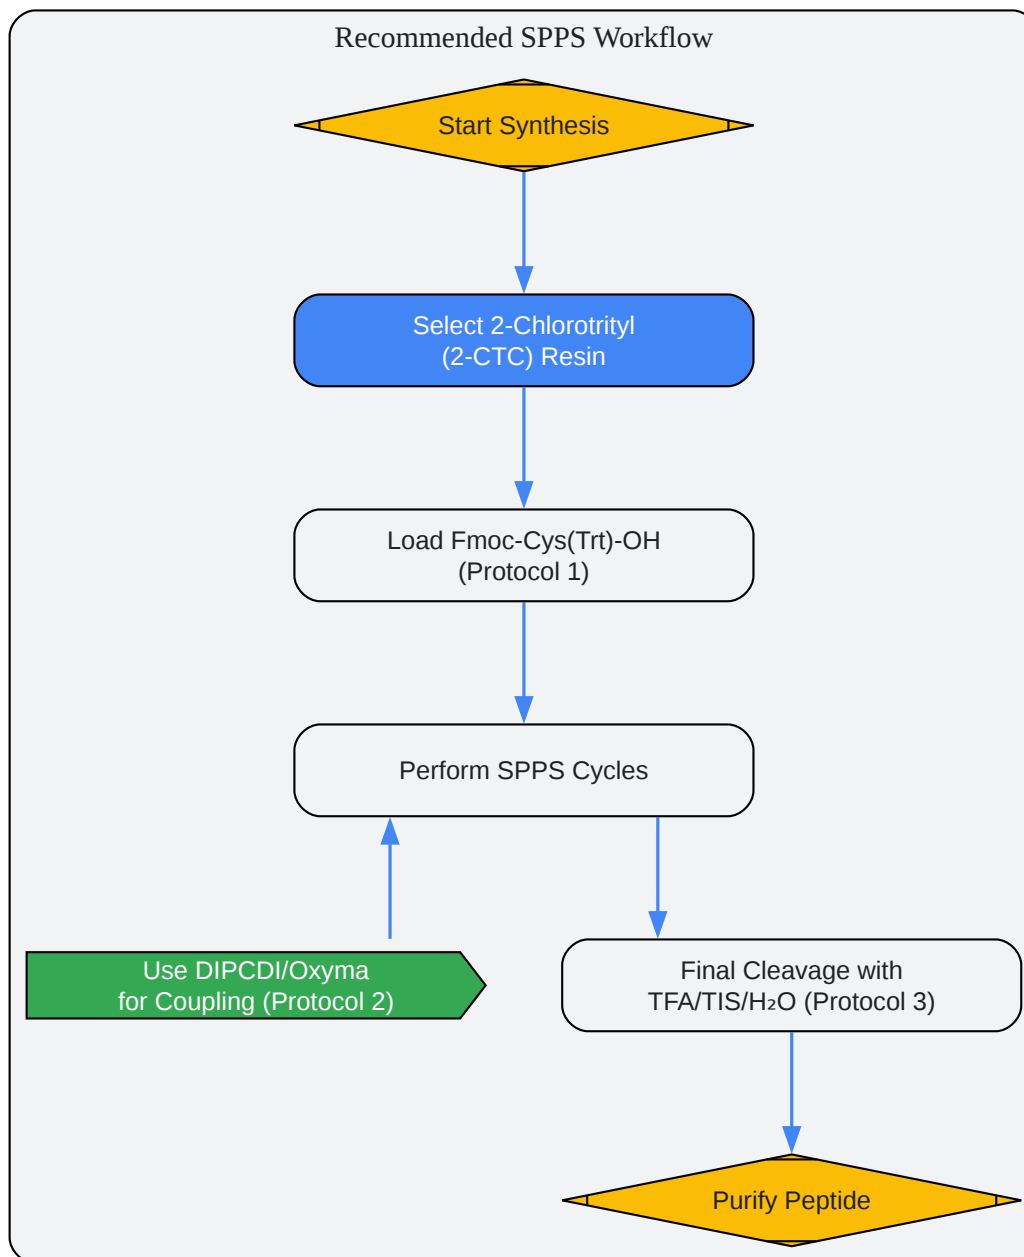 Recommended SPPS Workflow
Start Synthesis
Select 2-Chlorotrityl
(2-CTC) Resin
Load Fmoc-Cys(Trt)-OH
(Protocol 1)
Perform SPPS Cycles
Use DIPCDI/Oxyma
for Coupling (Protocol 2)
Final Cleavage with
TFA/TIS/H₂O (Protocol 3)
Purify Peptide